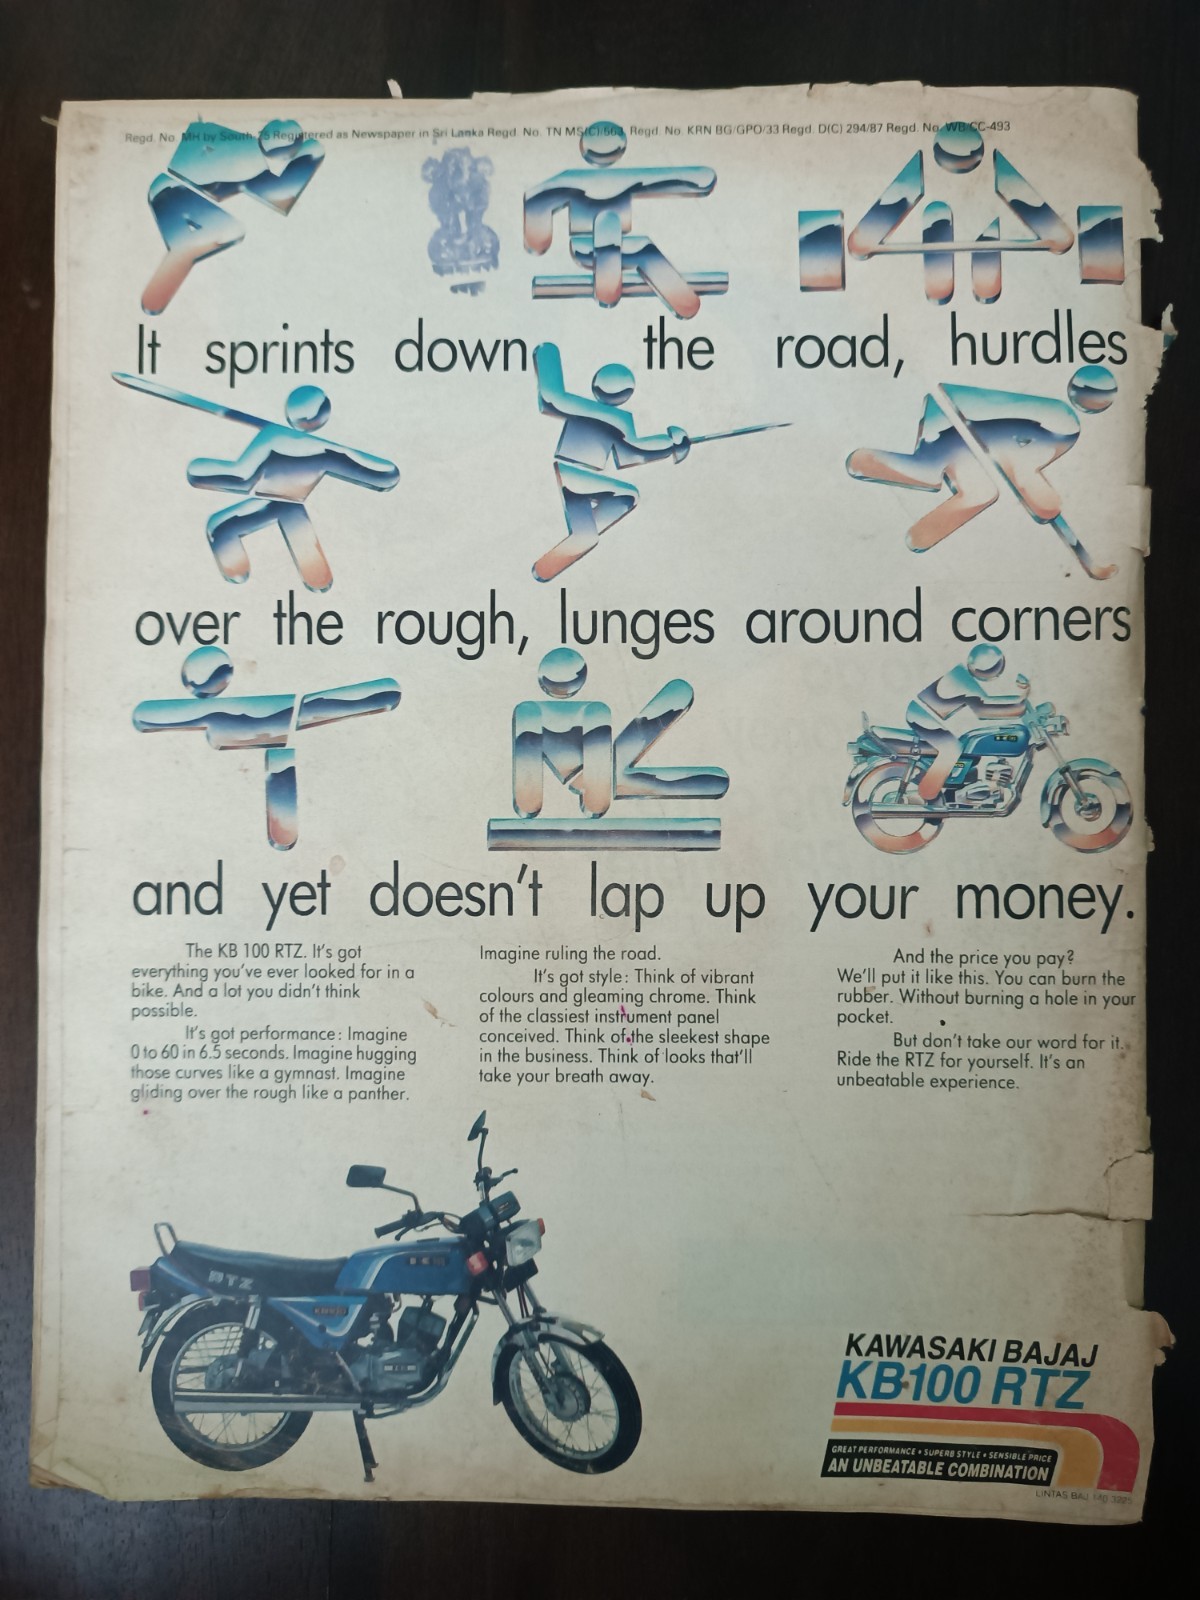 Regd. No. MH by South-75 Registered as Newspaper in Sri Lanka Regd. No. TN MS(C) 563, Regd. No. KRN BG/GPO/33 Regd. D(C) 294/87 Regd. No. WB/CC-493
It sprints down the road, hurdles
over the rough, lunges around corners
and yet doesn't lap up your money.
The KB 100 RTZ. It's got
everything you've ever looked for in a
bike. And a lot you didn't think
possible.
It's got performance: Imagine
0 to 60 in 6.5 seconds. Imagine hugging
those curves like a gymnast. Imagine
gliding over the rough like a panther.
Imagine ruling the road.
It's got style: Think of vibrant
colours and gleaming chrome. Think
of the classiest instrument panel
conceived. Think of the sleekest shape
in the business. Think of looks that'll
take your breath away.
And the price you pay?
We'll put it like this. You can burn the
rubber. Without burning a hole in your
pocket.
But don't take our word for it.
Ride the RTZ for yourself. It's an
unbeatable experience.
RTZ
KAWASAKI BAJAJ
KB100 RTZ
GREAT PERFORMANCE • SUPERB STYLE • SENSIBLE PRICE
AN UNBEATABLE COMBINATION
LINTAS BAJ